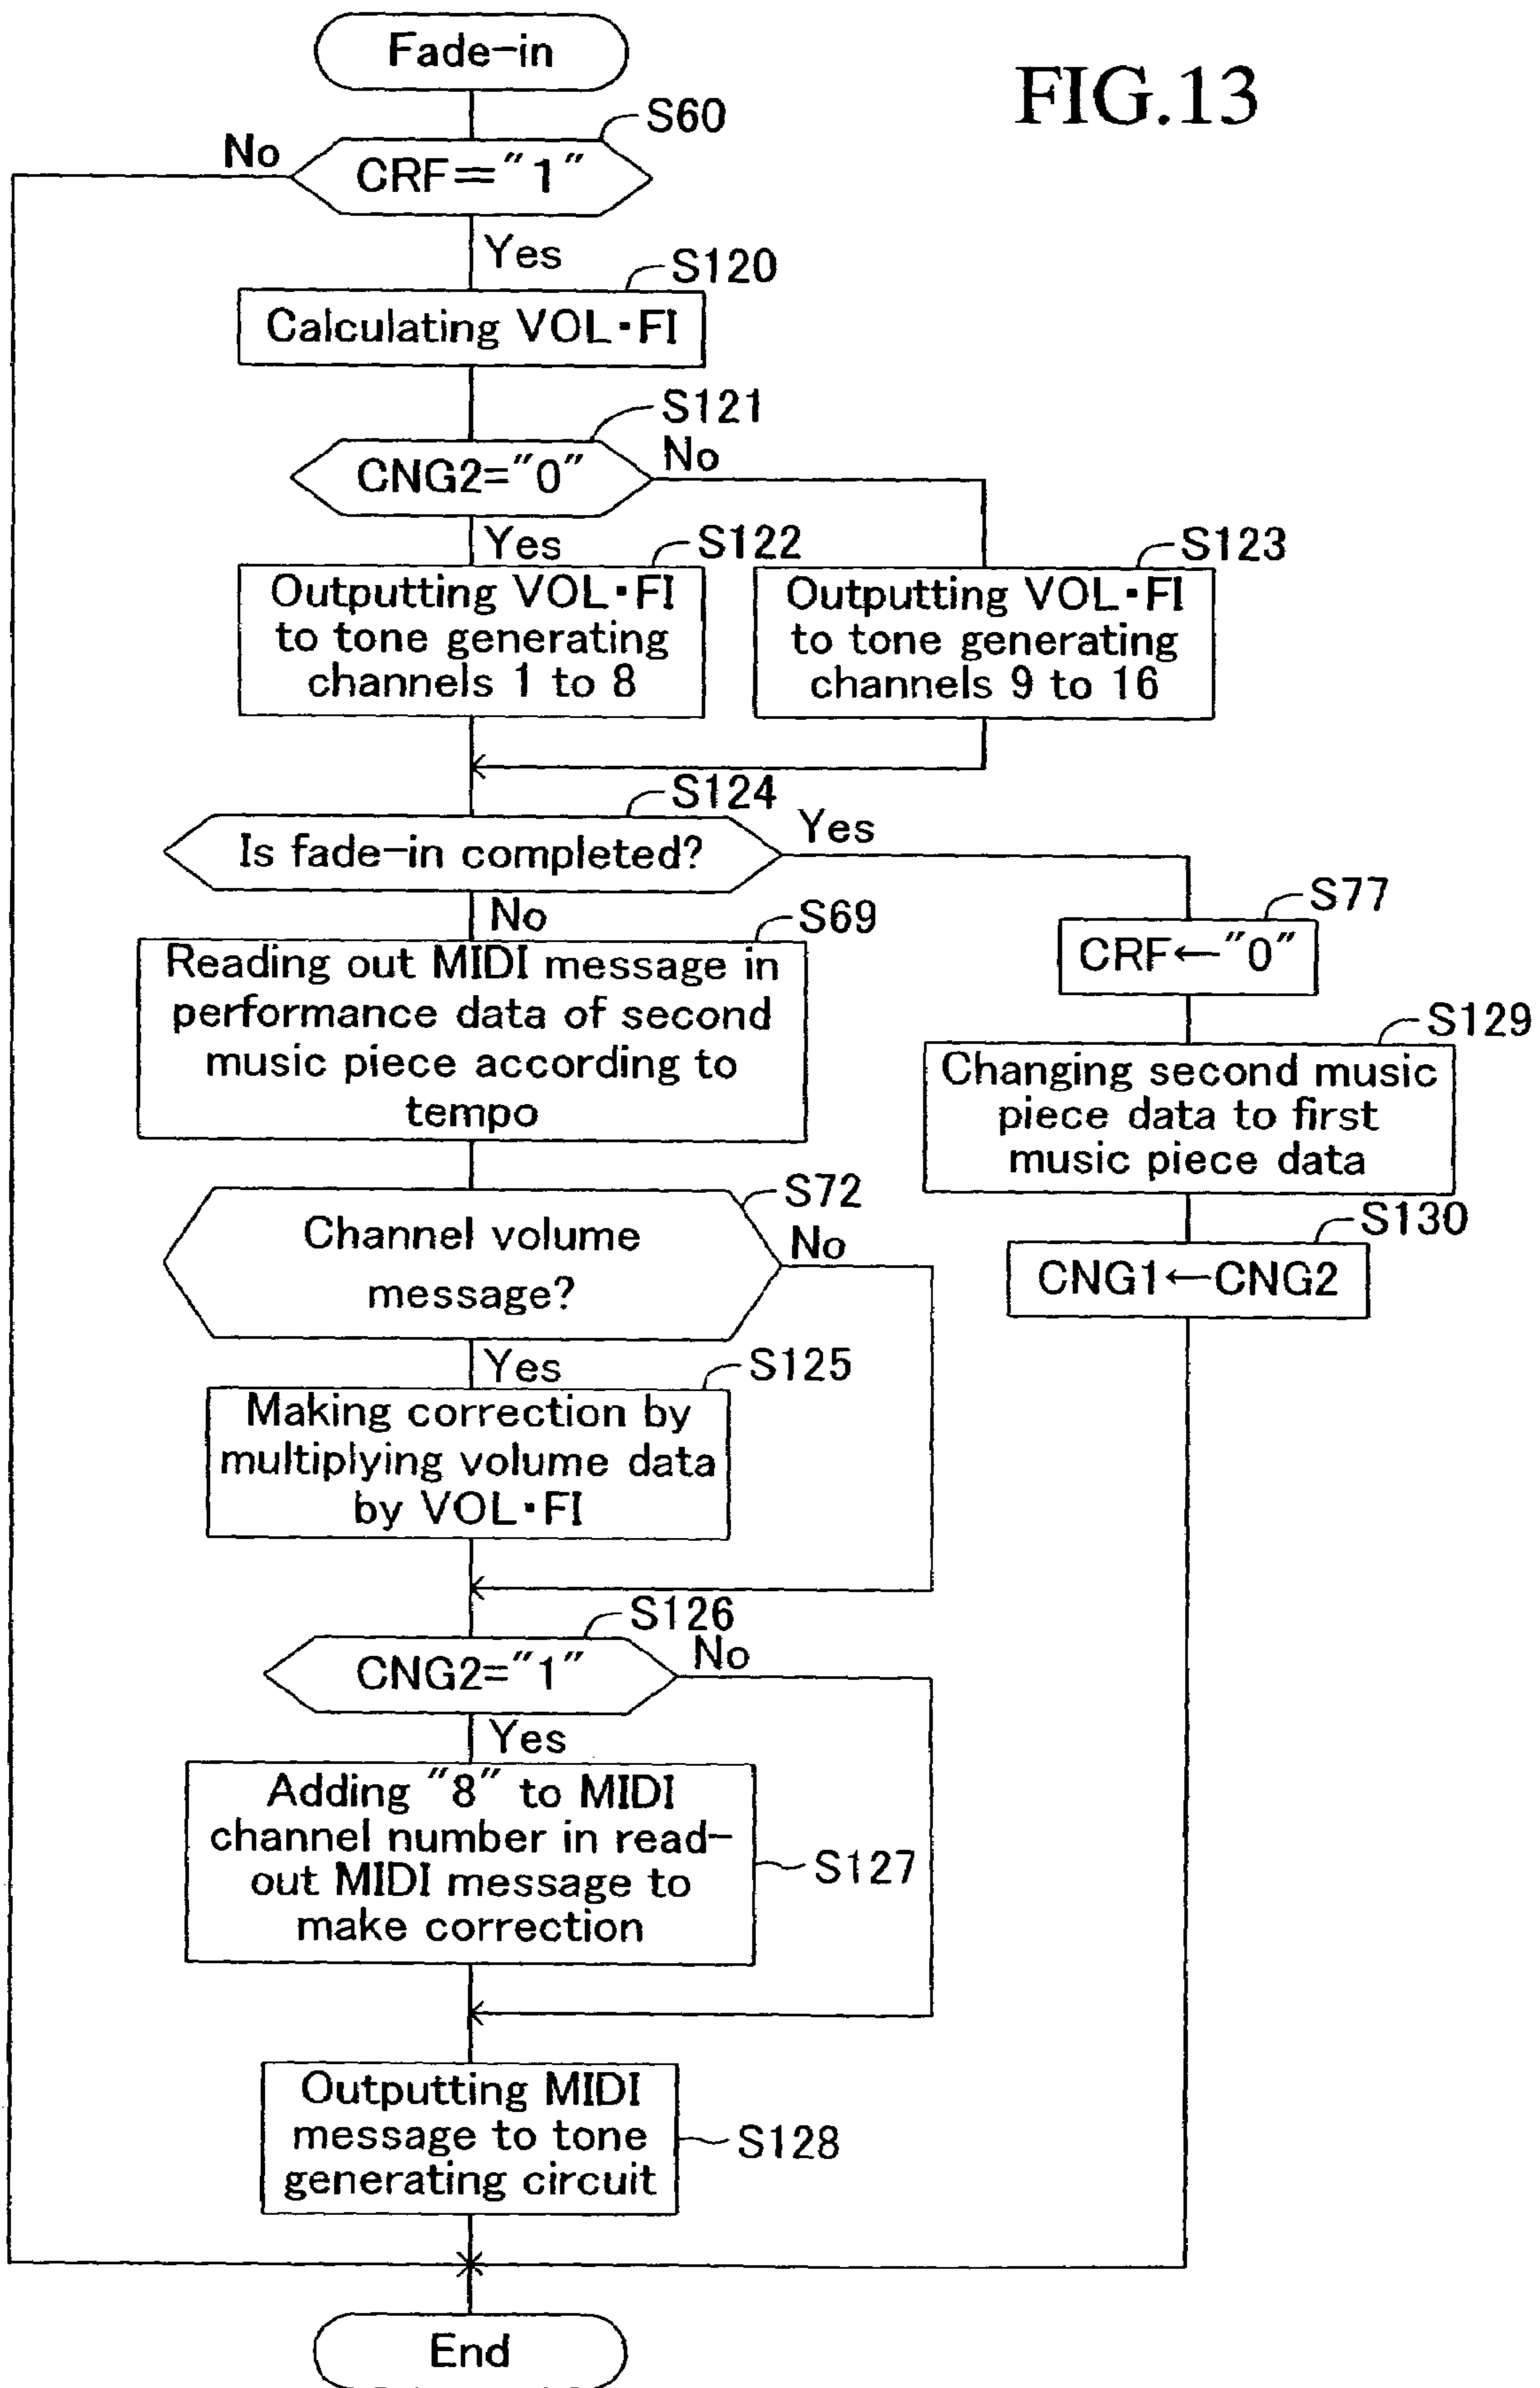 Fade-in
FIG.13
S60
No
CRF="1"
Yes
S120
Calculating VOL·FI
S121
CNG2="0"
No
Yes
S122
S123
Outputting VOL·FI
to tone generating
channels 1 to 8
Outputting VOL·FI
to tone generating
channels 9 to 16
S124
Is fade-in completed?
Yes
No
S69
S77
Reading out MIDI message in
performance data of second
music piece according to
tempo
CRF←"0"
S129
Changing second music
piece data to first
music piece data
S72
Channel volume
message?
No
S130
CNG1←CNG2
Yes
S125
Making correction by
multiplying volume data
by VOL·FI
S126
CNG2="1"
No
Yes
Adding "8" to MIDI
channel number in read-
out MIDI message to
make correction
S127
Outputting MIDI
message to tone
generating circuit
S128
End